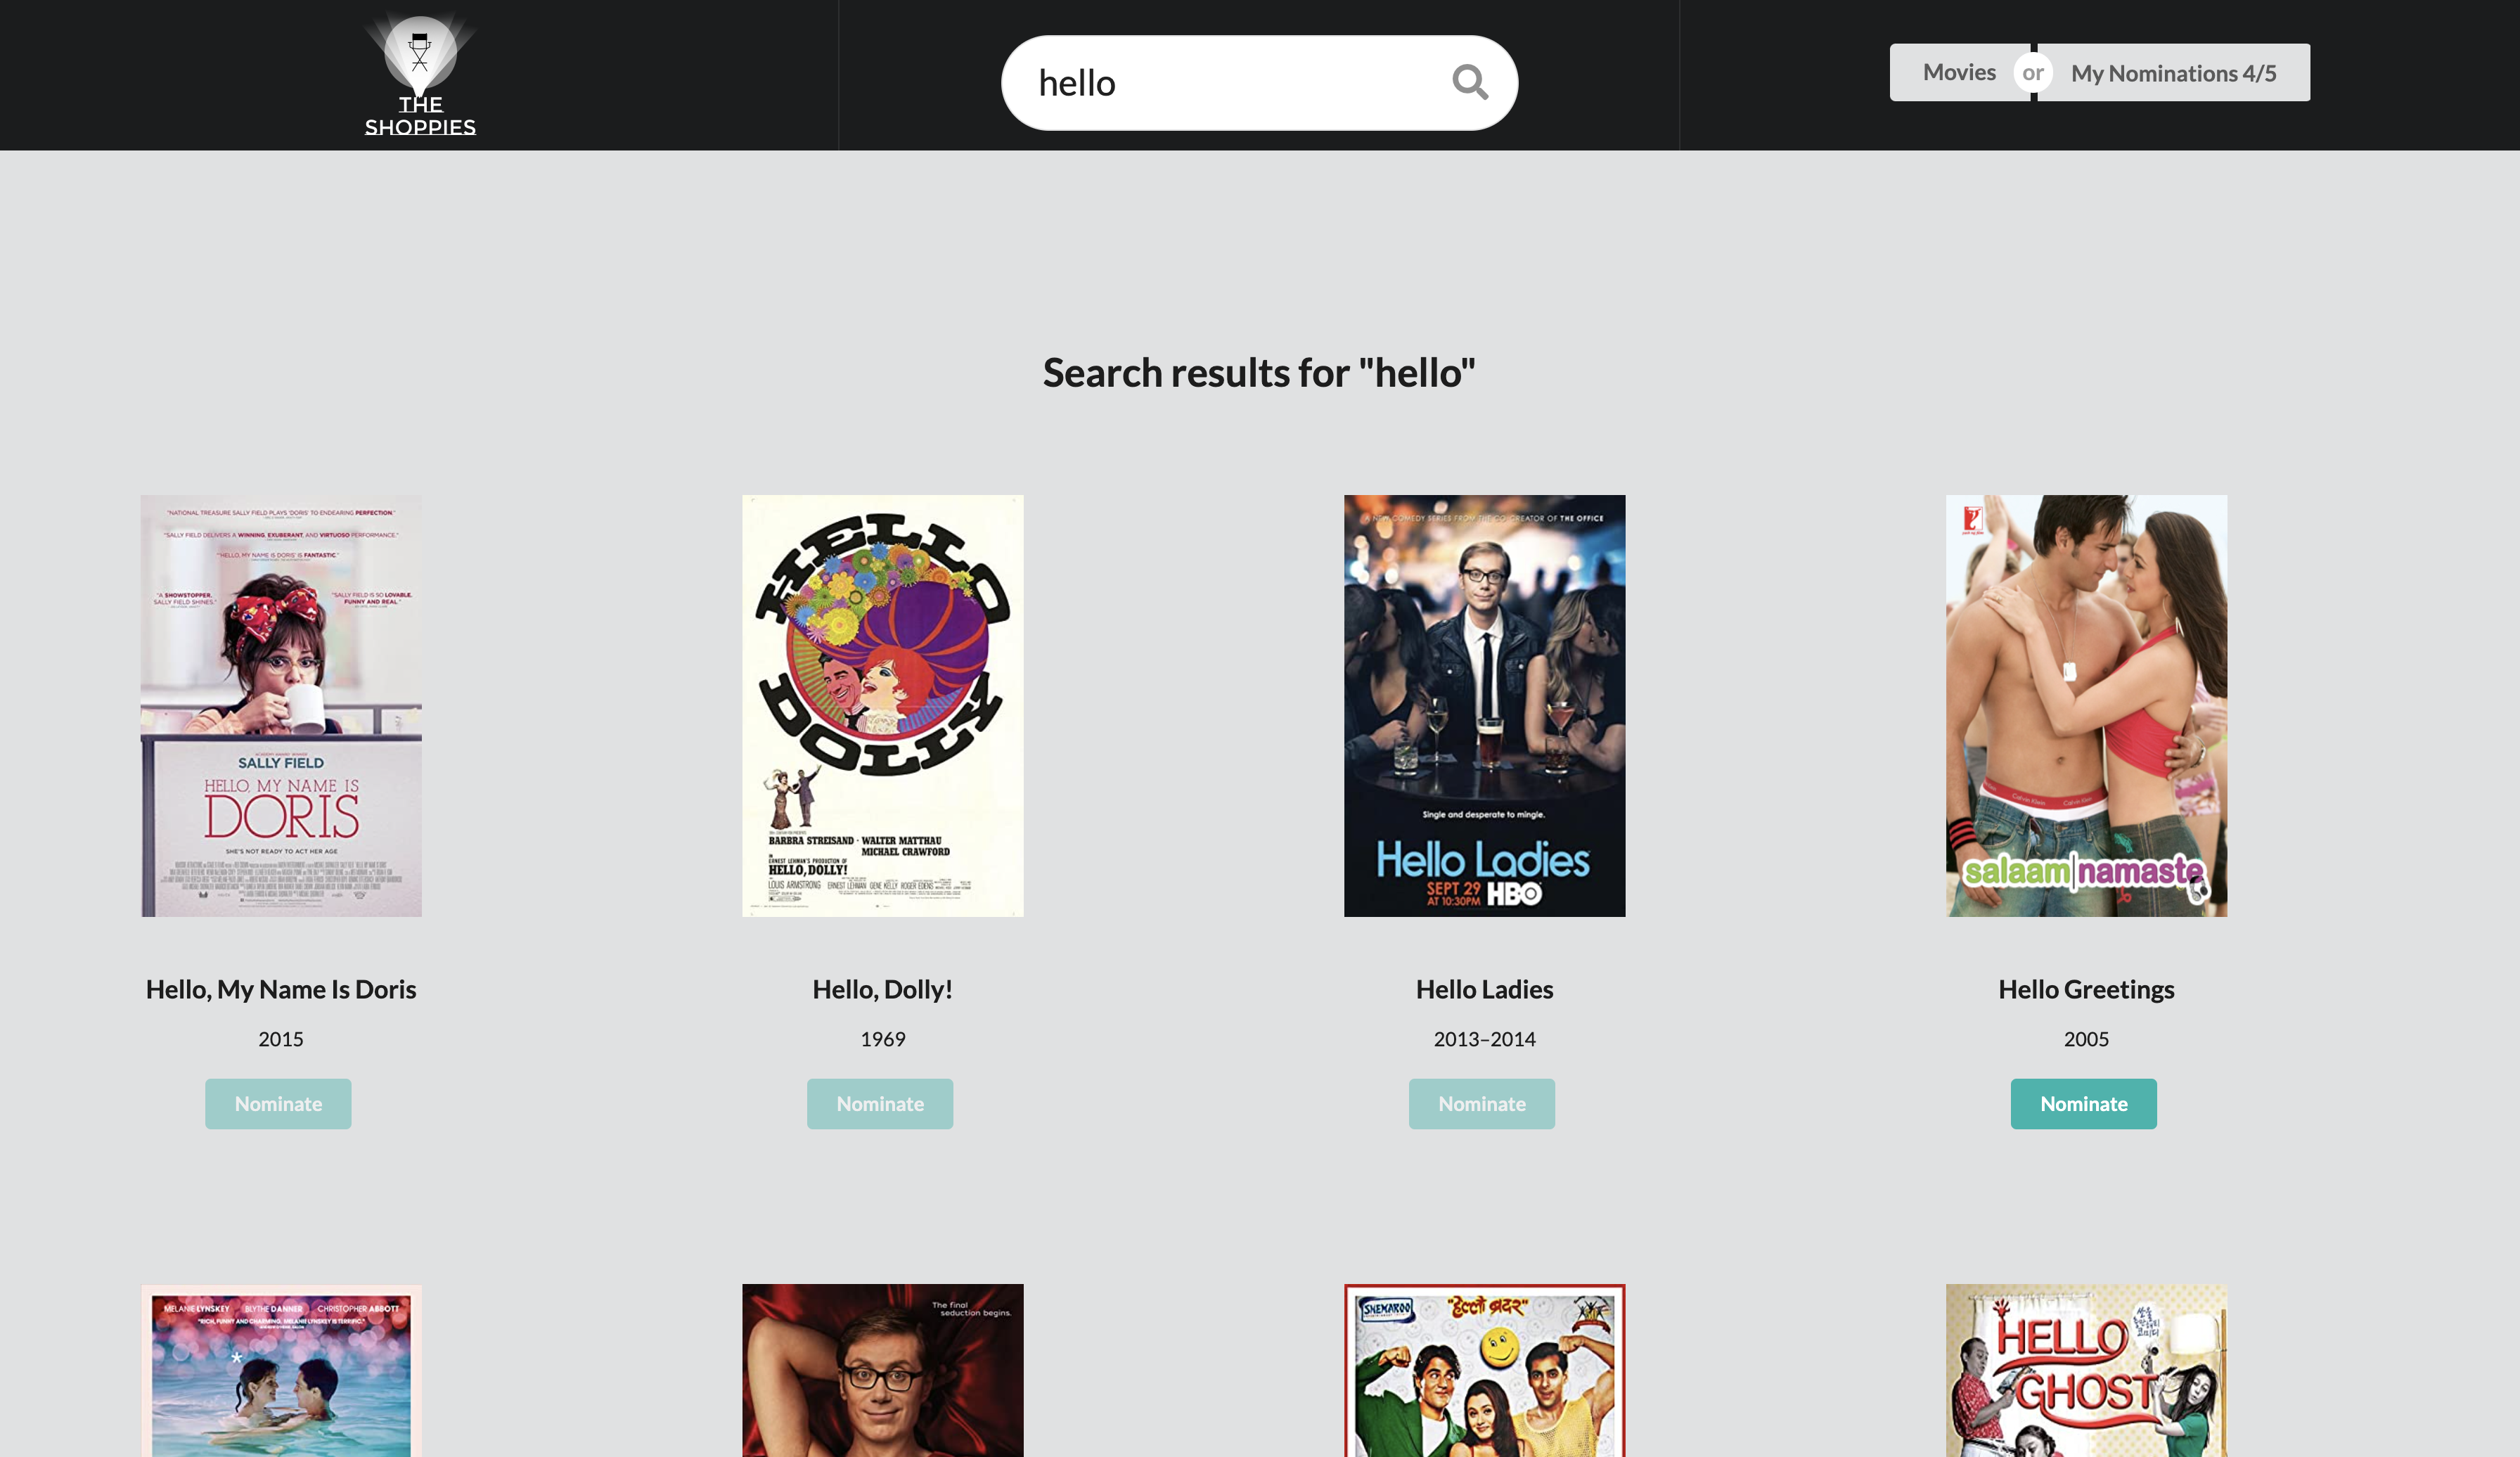 THE
SHOPPIES
hello
Movies or My Nominations 4/5
Search results for "hello"
"NATIONAL TREASURE SALLY FIELD PLAYS 'DORIS' TO ENDEARING PERFECTION."
"SALLY FIELD DELIVERS A WINNING, EXUBERANT, AND VIRTUOSO PERFORMANCE."
"'HELLO, MY NAME IS DORIS' IS FANTASTIC."
"A SHOWSTOPPER,
SALLY FIELD SHINES."
"SALLY FIELD IS SO LOVABLE,
FUNNY AND REAL."
ACADEMY AWARD WINNER
SALLY FIELD
HELLO, MY NAME IS
DORIS
SHE'S NOT READY TO ACT HER AGE
HELLO
DOLLY
BARBRA STREISAND · WALTER MATTHAU
MICHAEL CRAWFORD
IN
ERNEST LEHMAN'S PRODUCTION OF
HELLO, DOLLY!
LOUIS ARMSTRONG ERNEST LEHMAN GENE KELLY ROGER EDENS
A NEW COMEDY SERIES FROM THE CO-CREATOR OF THE OFFICE
Single and desperate to mingle.
Hello Ladies
SEPT 29
AT 10:30PM HBO
Calvin Klein Calvin Klein
salaam namaste
Hello, My Name Is Doris
2015
Nominate
Hello, Dolly!
1969
Nominate
Hello Ladies
2013–2014
Nominate
Hello Greetings
2005
Nominate
MELANIE LYNSKEY BLYTHE DANNER CHRISTOPHER ABBOTT
"RICH, FUNNY AND CHARMING. MELANIE LYNSKEY IS TERRIFIC."
The final
seduction begins.
SHEMAROO
"हैलो ब्रदर"
HELLO
GHOST